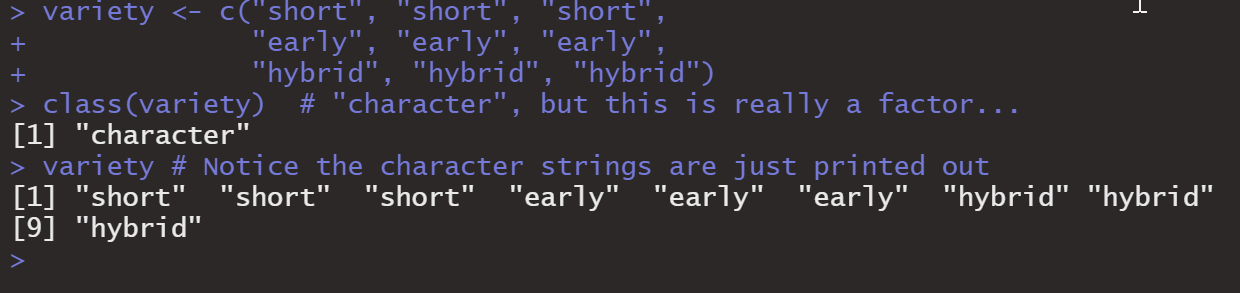 > variety <- c("short", "short", "short",
+              "early", "early", "early",
+              "hybrid", "hybrid", "hybrid")
> class(variety)  # "character", but this is really a factor...
[1] "character"
> variety # Notice the character strings are just printed out
[1] "short"  "short"  "short"  "early"  "early"  "early"  "hybrid" "hybrid"
[9] "hybrid"
>